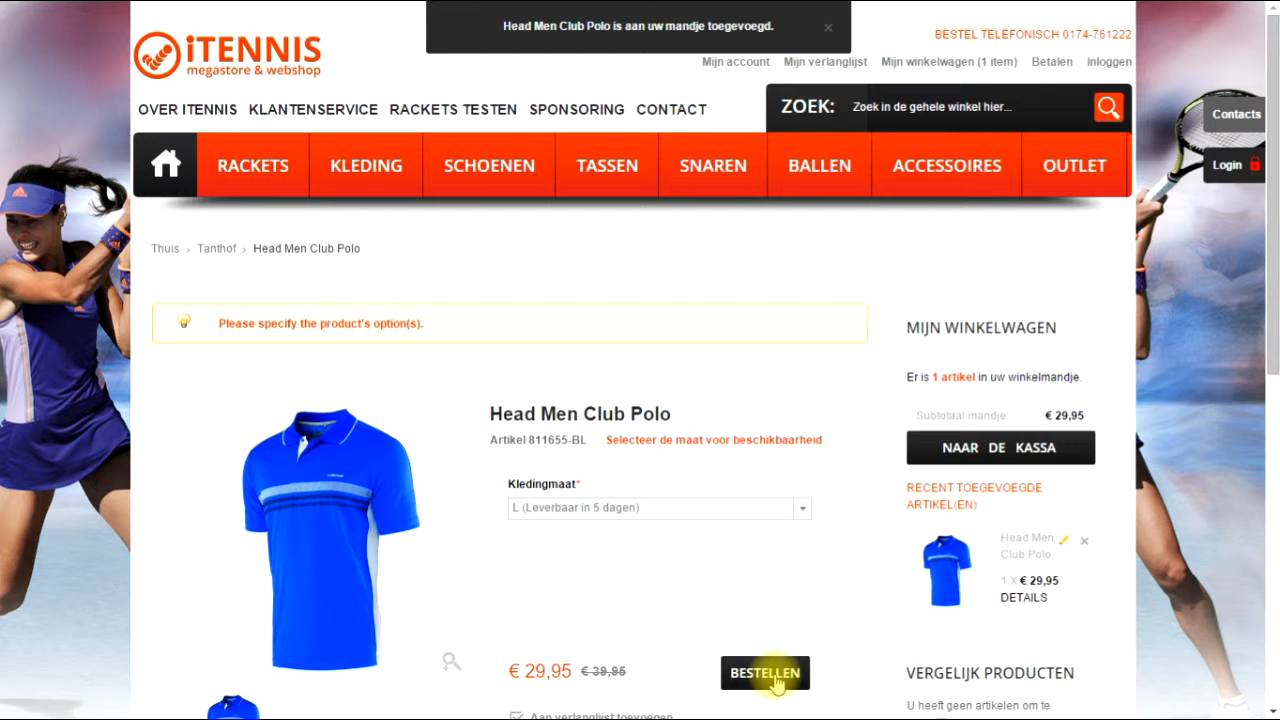 Head Men Club Polo is aan uw mandje toegevoegd.
iTENNIS
megastore & webshop
BESTEL TELEFONISCH 0174-761222
Mijn account Mijn verlanglijst Mijn winkelwagen (1 item) Betalen Inloggen
OVER ITENNIS KLANTENSERVICE RACKETS TESTEN SPONSORING CONTACT
ZOEK: Zoek in de gehele winkel hier...
Contacts
Login
RACKETS KLEDING SCHOENEN TASSEN SNAREN BALLEN ACCESSOIRES OUTLET
Thuis › Tanthof › Head Men Club Polo
Please specify the product's option(s).
Head Men Club Polo
Artikel 811655-BL Selecteer de maat voor beschikbaarheid
Kledingmaat*
L (Leverbaar in 5 dagen)
€ 29,95 € 39,95
BESTELLEN
Aan verlanglijst toevoegen
MIJN WINKELWAGEN
Er is 1 artikel in uw winkelmandje.
Subtotaal mandje € 29,95
NAAR DE KASSA
RECENT TOEGEVOEGDE
ARTIKEL(EN)
Head Men
Club Polo
1 X € 29,95
DETAILS
VERGELIJK PRODUCTEN
U heeft geen artikelen om te